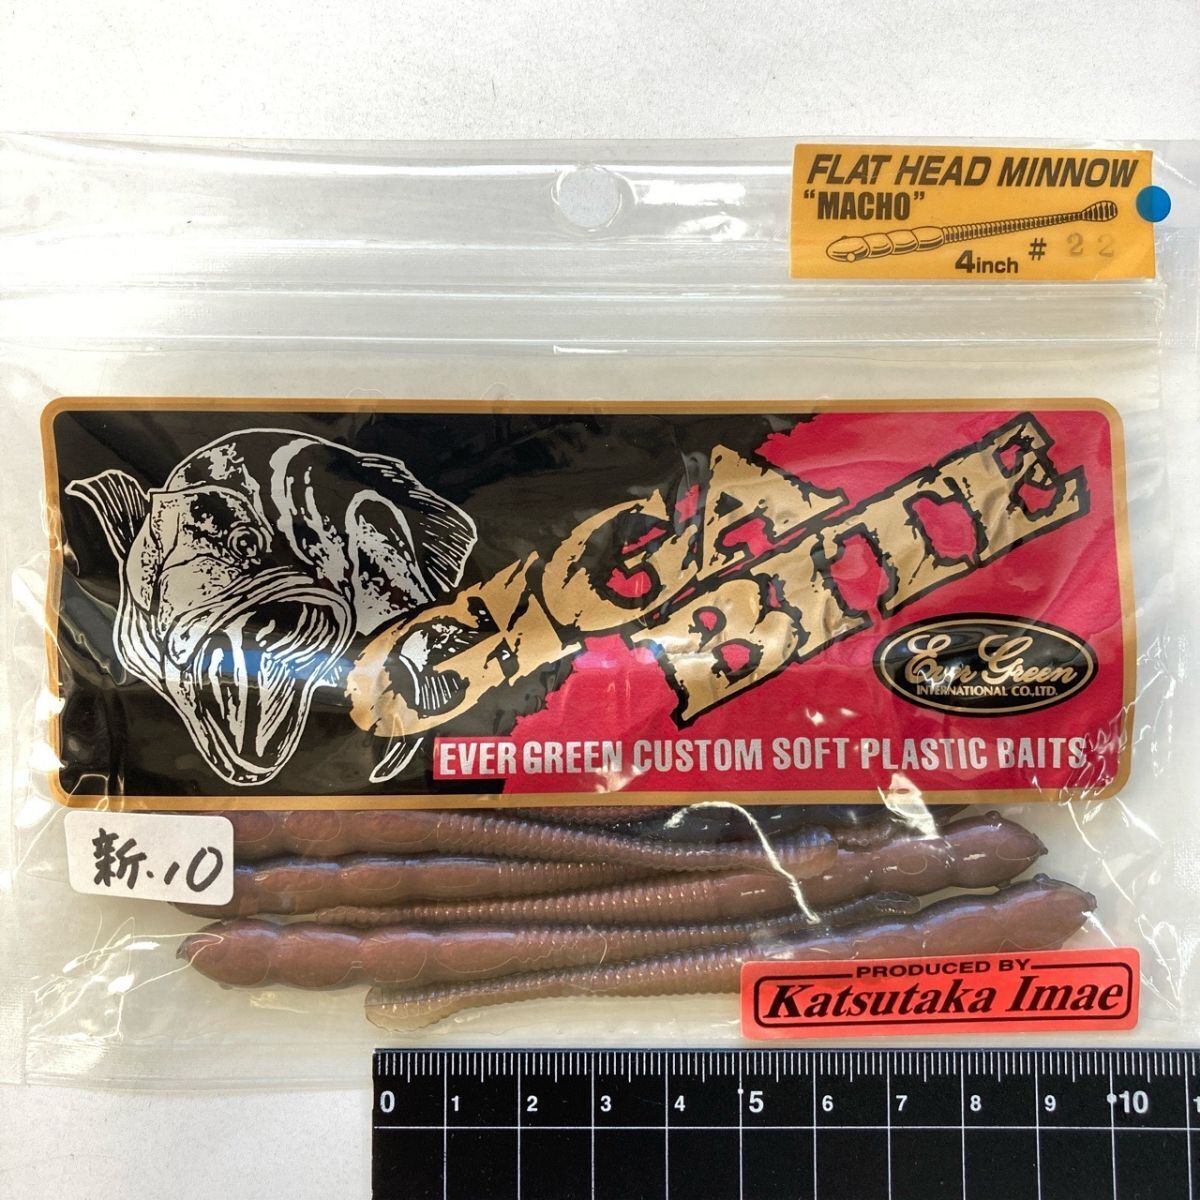 FLAT HEAD MINNOW
"MACHO"
4inch # 22
GIGA
BITE
Ever Green
INTERNATIONAL CO.,LTD.
EVER GREEN CUSTOM SOFT PLASTIC BAITS
新.10
PRODUCED BY
Katsutaka Imae
0 1 2 3 4 5 6 7 8 9 10